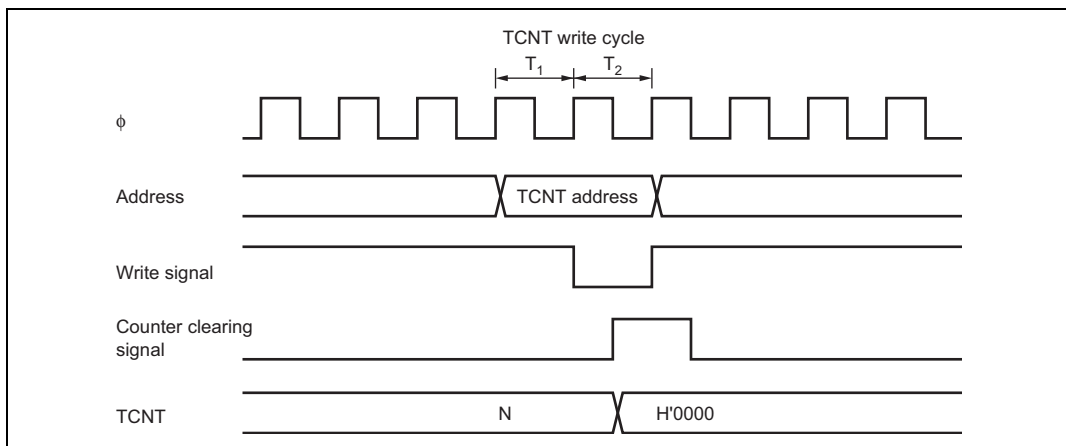 TCNT write cycle
T₁ T₂
ϕ
Address
TCNT address
Write signal
Counter clearing
signal
TCNT
N
H'0000